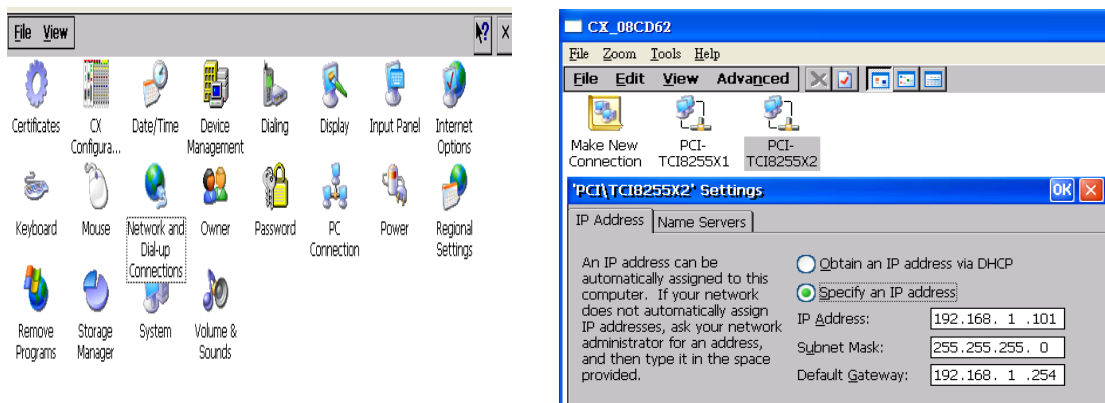 File View
Certificates
CX
Configura...
Date/Time
Device
Management
Dialing
Display
Input Panel
Internet
Options
Keyboard
Mouse
Network and
Dial-up
Connections
Owner
Password
PC
Connection
Power
Regional
Settings
Remove
Programs
Storage
Manager
System
Volume &
Sounds
CX_08CD62
File Zoom Tools Help
File Edit View Advanced
Make New
Connection
PCI-
TCI8255X1
PCI-
TCI8255X2
'PCI\TCI8255X2' Settings
OK
IP Address
Name Servers
An IP address can be
automatically assigned to this
computer. If your network
does not automatically assign
IP addresses, ask your network
administrator for an address,
and then type it in the space
provided.
Obtain an IP address via DHCP
Specify an IP address
IP Address: 192.168. 1 .101
Subnet Mask: 255.255.255. 0
Default Gateway: 192.168. 1 .254